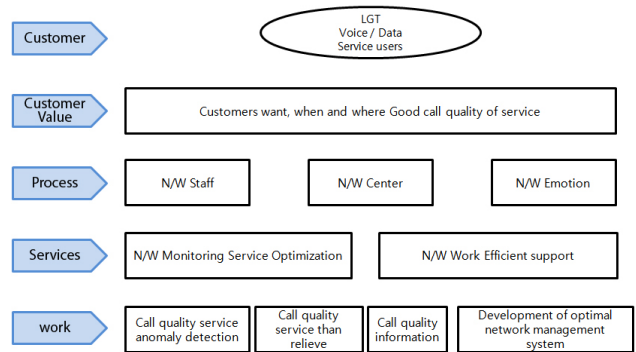 Customer
LGT
Voice / Data
Service users
Customer
Value
Customers want, when and where Good call quality of service
Process
N/W Staff
N/W Center
N/W Emotion
Services
N/W Monitoring Service Optimization
N/W Work Efficient support
work
Call quality service
anomaly detection
Call quality
service than
relieve
Call quality
information
Development of optimal
network management
system